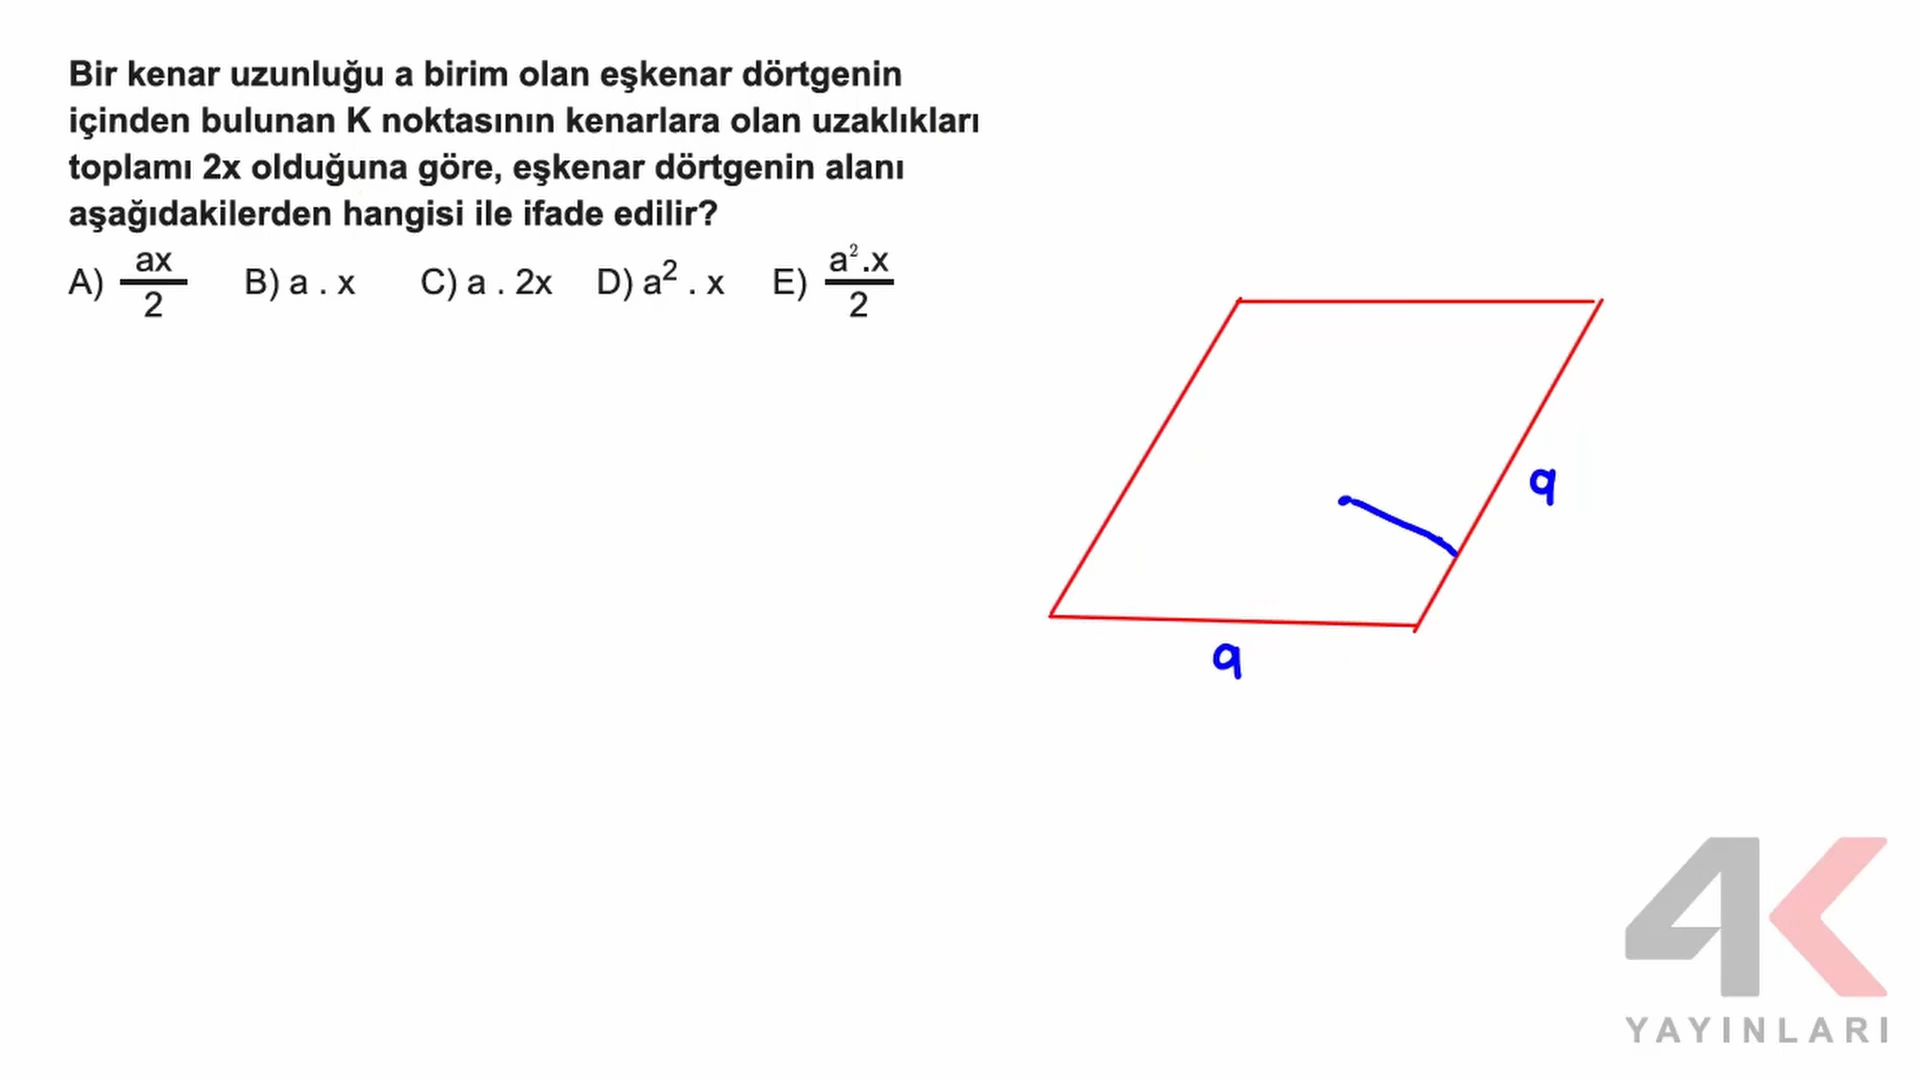 Bir kenar uzunluğu a birim olan eşkenar dörtgenin
içinden bulunan K noktasının kenarlara olan uzaklıkları
toplamı 2x olduğuna göre, eşkenar dörtgenin alanı
aşağıdakilerden hangisi ile ifade edilir?
A) ax/2 B) a . x C) a . 2x D) a² . x E) a².x/2
a
a
4K
YAYINLARI